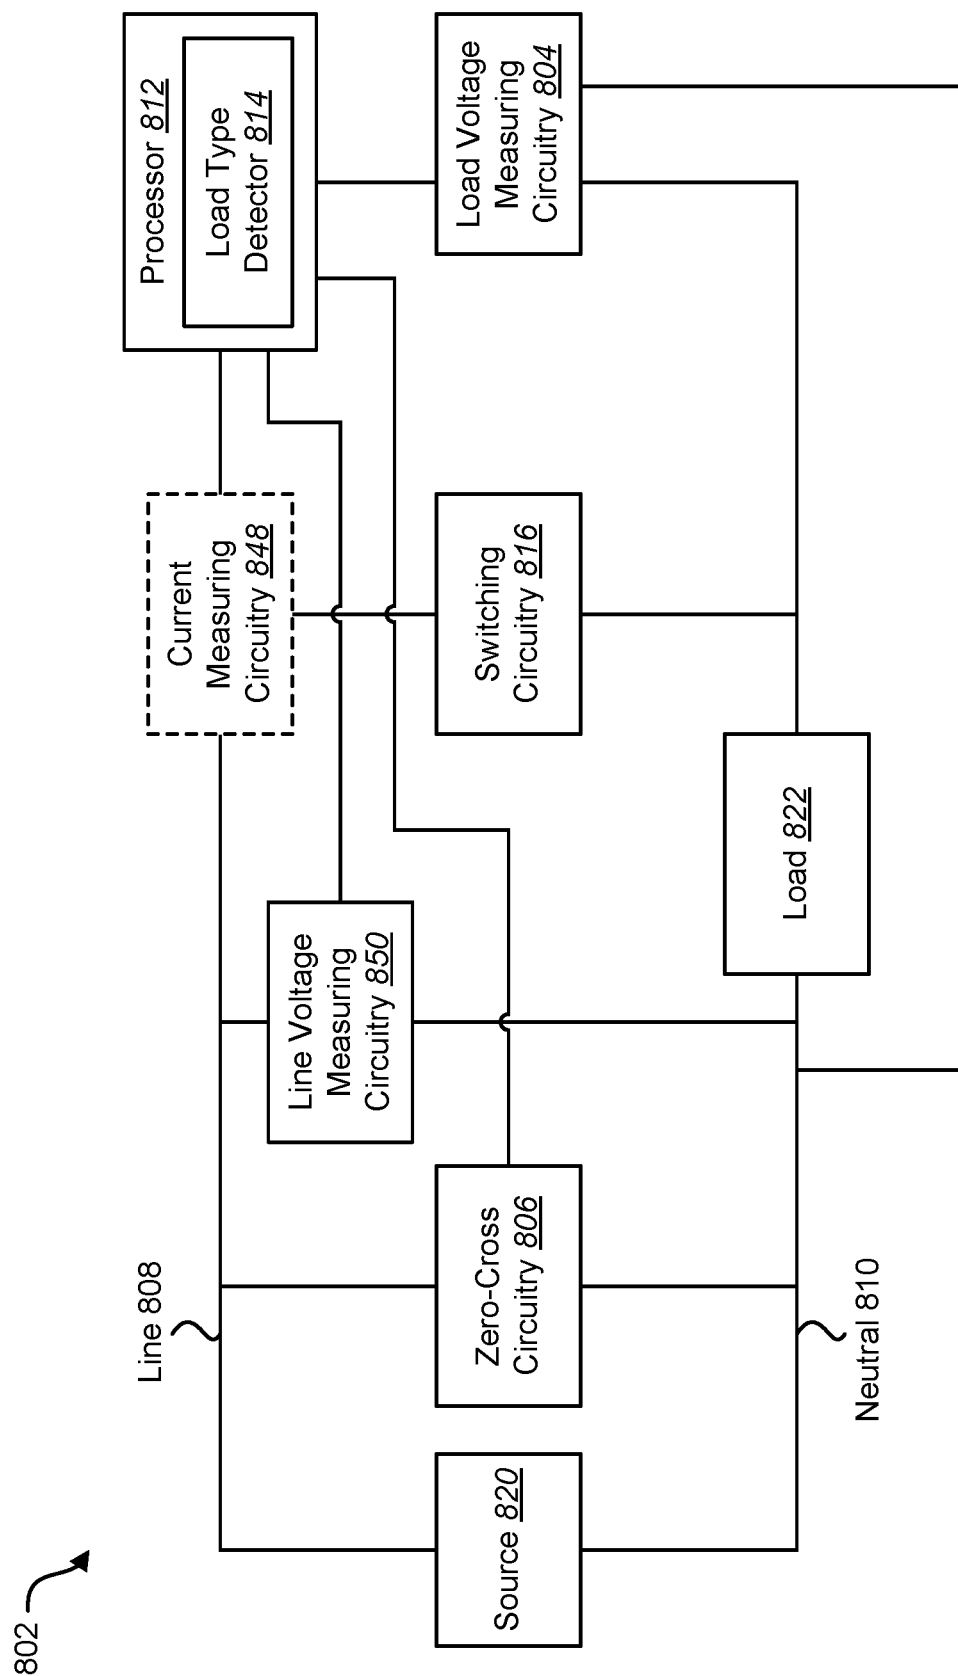 802
Line 808
Processor 812
Load Type
Detector 814
Current
Measuring
Circuitry 848
Line Voltage
Measuring
Circuitry 850
Source 820
Zero-Cross
Circuitry 806
Switching
Circuitry 816
Load Voltage
Measuring
Circuitry 804
Load 822
Neutral 810